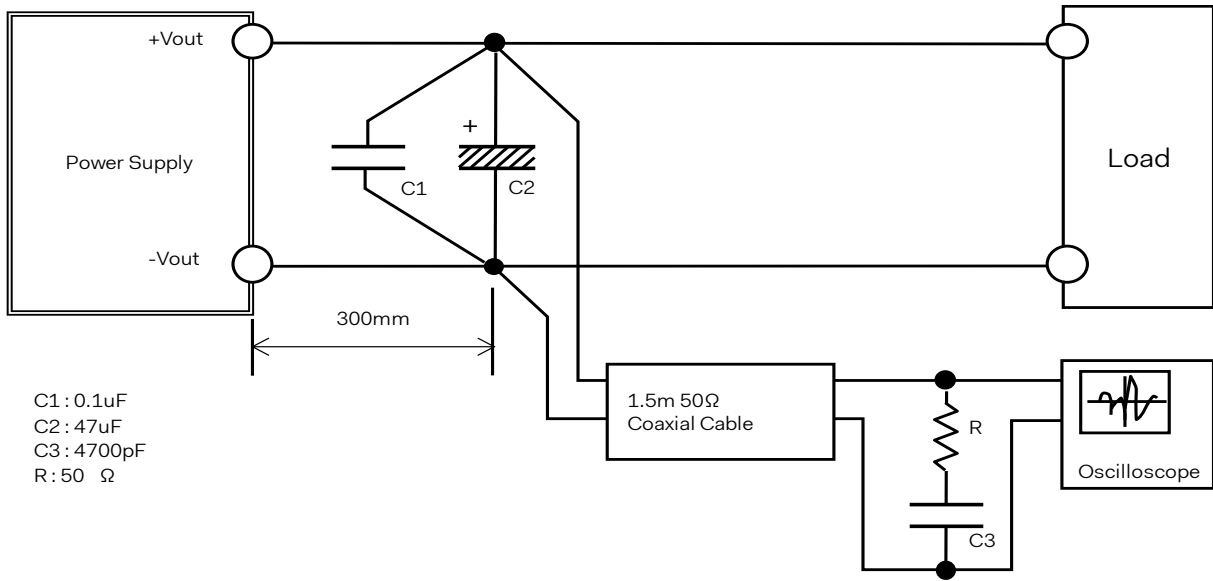 +Vout
Power Supply
-Vout
+
C1
C2
Load
300mm
C1 : 0.1uF
C2 : 47uF
C3 : 4700pF
R : 50 Ω
1.5m 50Ω
Coaxial Cable
R
C3
Oscilloscope